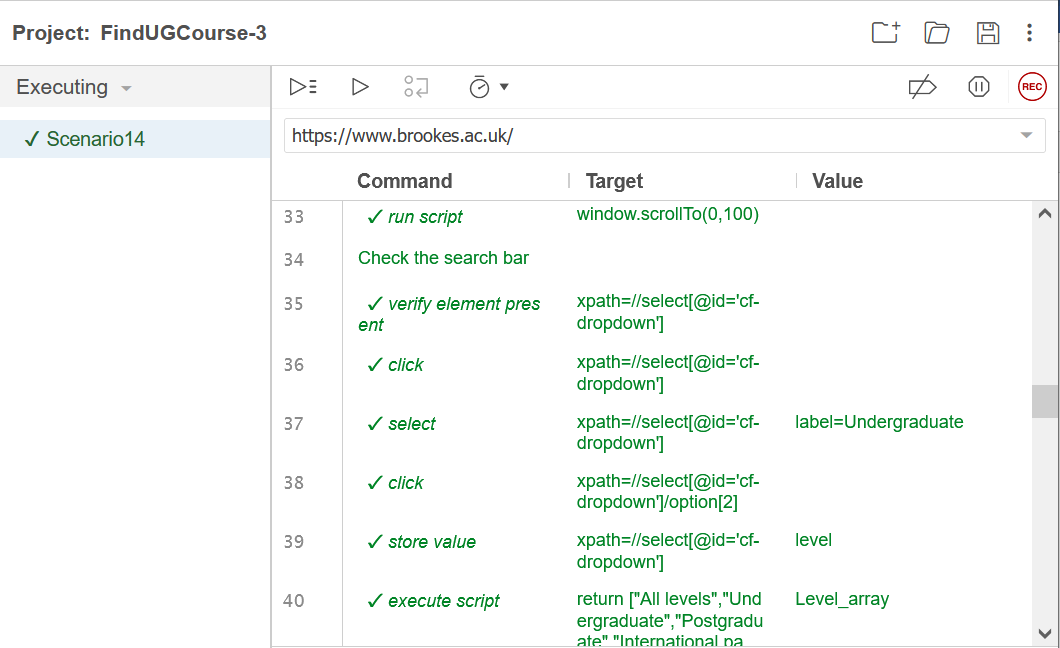 Project: FindUGCourse-3
Executing
REC
✓ Scenario14
https://www.brookes.ac.uk/
Command Target Value
33 ✓ run script window.scrollTo(0,100)
34 Check the search bar
35 ✓ verify element pres xpath=//select[@id='cf-
ent dropdown']
36 ✓ click xpath=//select[@id='cf-
dropdown']
37 ✓ select xpath=//select[@id='cf- label=Undergraduate
dropdown']
38 ✓ click xpath=//select[@id='cf-
dropdown']/option[2]
39 ✓ store value xpath=//select[@id='cf- level
dropdown']
40 ✓ execute script return ["All levels","Und Level_array
ergraduate","Postgradu
ate","International pa